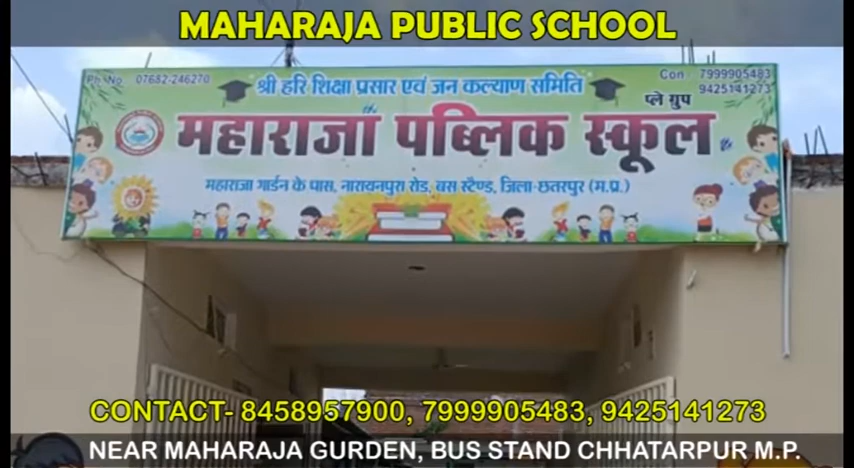 MAHARAJA PUBLIC SCHOOL
Ph. No. 07682-246270
Con. 7999905483
9425141273
श्री हरि शिक्षा प्रसार एवं जन कल्याण समिति
प्ले ग्रुप
महाराजा पब्लिक स्कूल
महाराजा गार्डन के पास, नारायनपुरा रोड, बस स्टैण्ड, जिला-छतरपुर (म.प्र.)
CONTACT- 8458957900, 7999905483, 9425141273
NEAR MAHARAJA GURDEN, BUS STAND CHHATARPUR M.P.